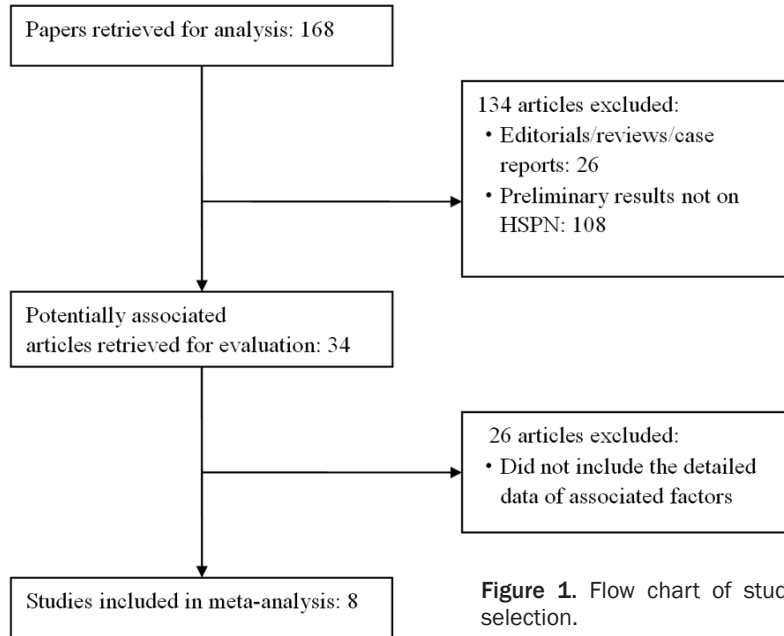 Papers retrieved for analysis: 168
134 articles excluded:
• Editorials/reviews/case
reports: 26
• Preliminary results not on
HSPN: 108
Potentially associated
articles retrieved for evaluation: 34
26 articles excluded:
• Did not include the detailed
data of associated factors
Studies included in meta-analysis: 8
Figure 1. Flow chart of
selection.